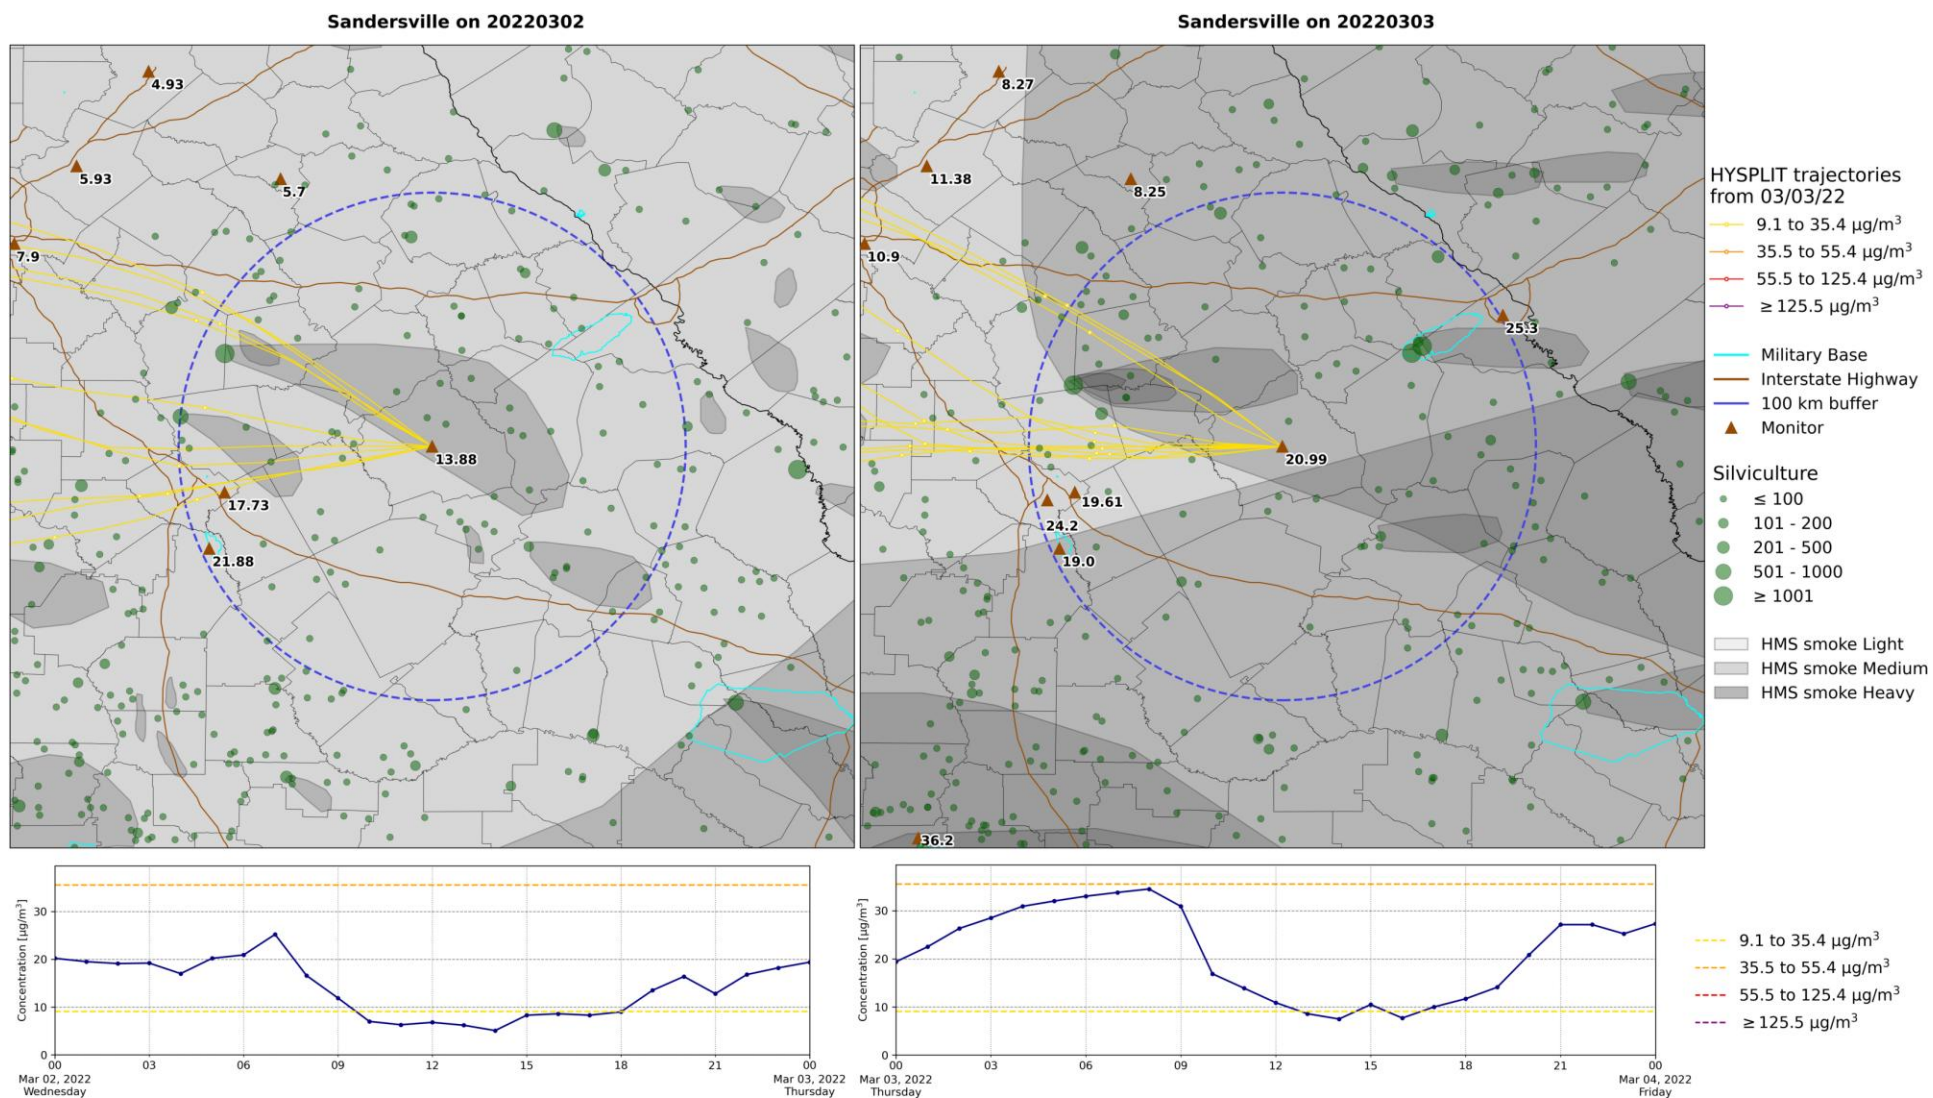 Sandersville on 20220302
4.93
5.93
5.7
7.9
13.88
17.73
21.88
Sandersville on 20220303
8.27
11.38
8.25
10.9
25.3
20.99
19.61
24.2
19.0
36.2
HYSPLIT trajectories
from 03/03/22
9.1 to 35.4 µg/m³
35.5 to 55.4 µg/m³
55.5 to 125.4 µg/m³
≥ 125.5 µg/m³
Military Base
Interstate Highway
100 km buffer
Monitor
Silviculture
≤ 100
101 - 200
201 - 500
501 - 1000
≥ 1001
HMS smoke Light
HMS smoke Medium
HMS smoke Heavy
Concentration [µg/m³]
30
20
10
0
00 03 06 09 12 15 18 21 00
Mar 02, 2022 Mar 03, 2022
Wednesday Thursday
Concentration [µg/m³]
30
20
10
0
00 03 06 09 12 15 18 21 00
Mar 03, 2022 Mar 04, 2022
Thursday Friday
9.1 to 35.4 µg/m³
35.5 to 55.4 µg/m³
55.5 to 125.4 µg/m³
≥ 125.5 µg/m³